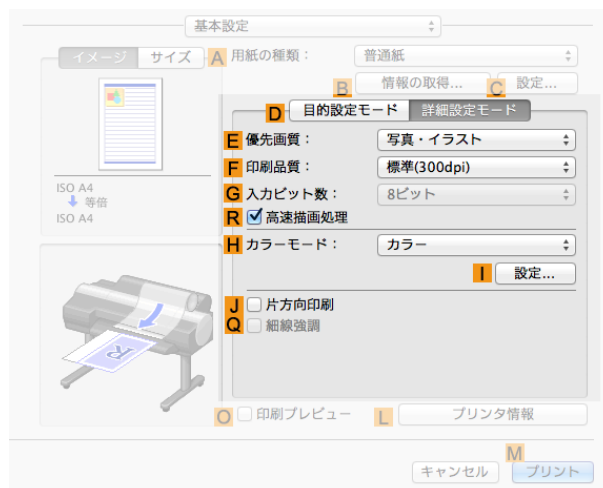 基本設定
イメージ サイズ
A 用紙の種類： 普通紙
B 情報の取得... C 設定...
D 目的設定モード 詳細設定モード
E 優先画質： 写真・イラスト
F 印刷品質： 標準(300dpi)
G 入力ビット数： 8ビット
R 高速描画処理
H カラーモード： カラー
I 設定...
J 片方向印刷
Q 細線強調
ISO A4
等倍
ISO A4
R
O 印刷プレビュー L プリンタ情報
M
キャンセル プリント